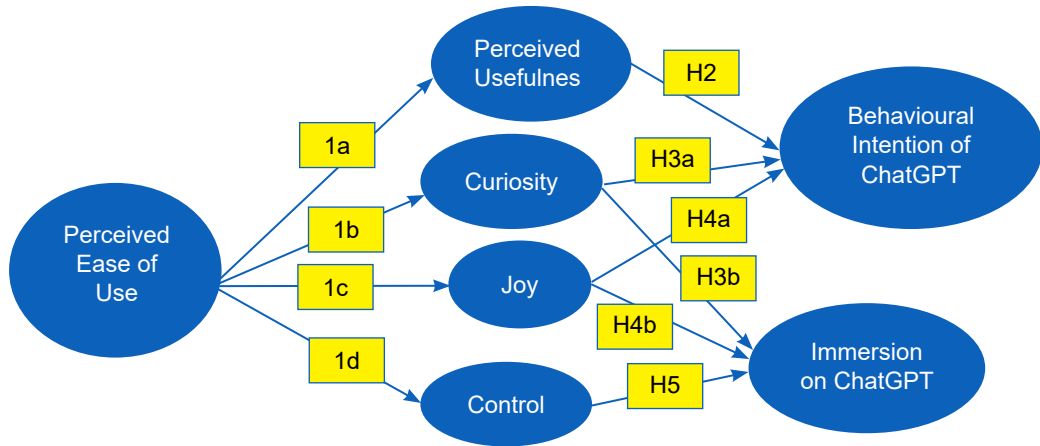 Perceived
Usefulnes
H2
Behavioural
Intention of
ChatGPT
1a
H3a
Curiosity
1b
H4a
Perceived
Ease of
Use
1c
Joy
H3b
H4b
1d
Immersion
on ChatGPT
Control
H5